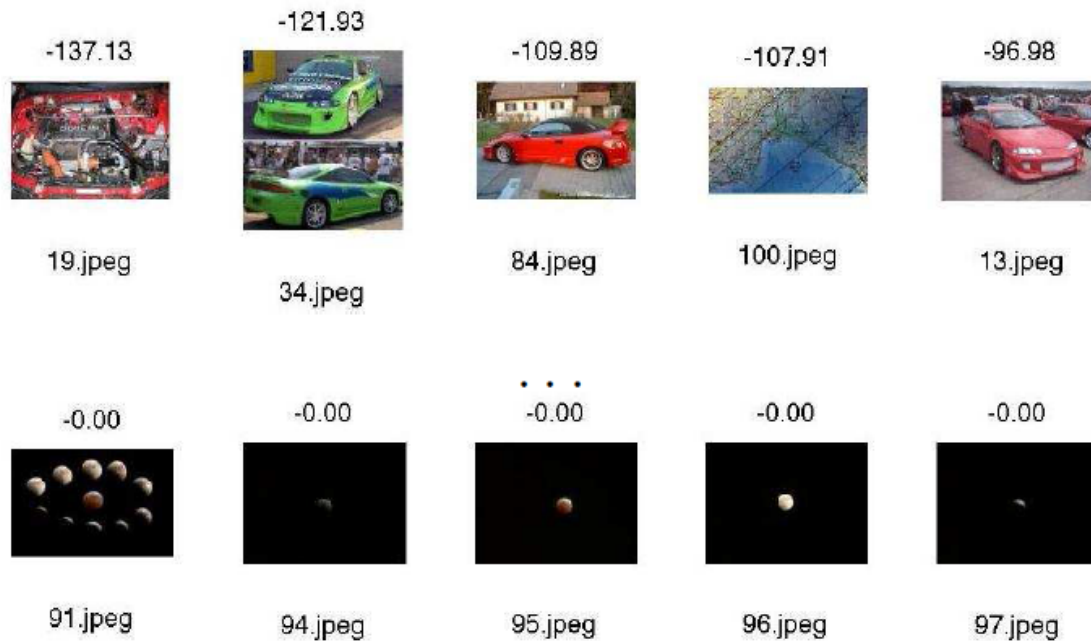 -137.13
-121.93
-109.89
-107.91
-96.98
19.jpeg
34.jpeg
84.jpeg
100.jpeg
13.jpeg
. . .
-0.00
-0.00
-0.00
-0.00
-0.00
91.jpeg
94.jpeg
95.jpeg
96.jpeg
97.jpeg